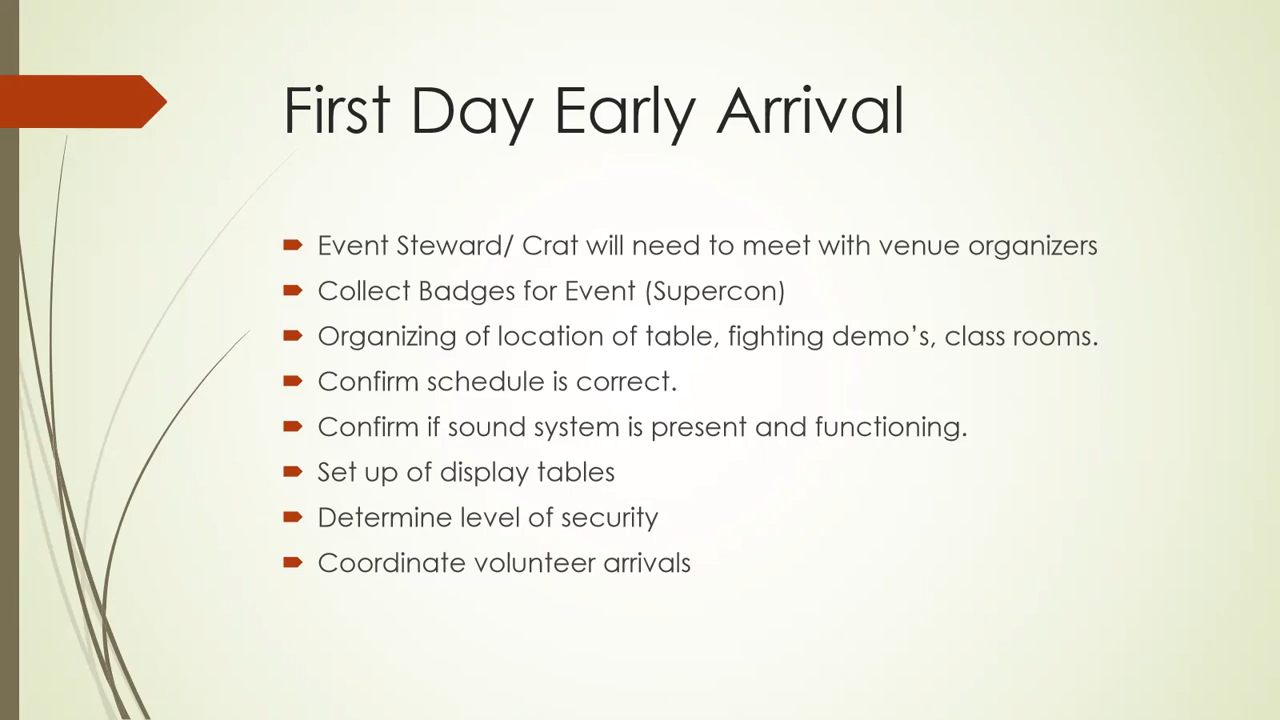 First Day Early Arrival
Event Steward/ Crat will need to meet with venue organizers
Collect Badges for Event (Supercon)
Organizing of location of table, fighting demo’s, class rooms.
Confirm schedule is correct.
Confirm if sound system is present and functioning.
Set up of display tables
Determine level of security
Coordinate volunteer arrivals